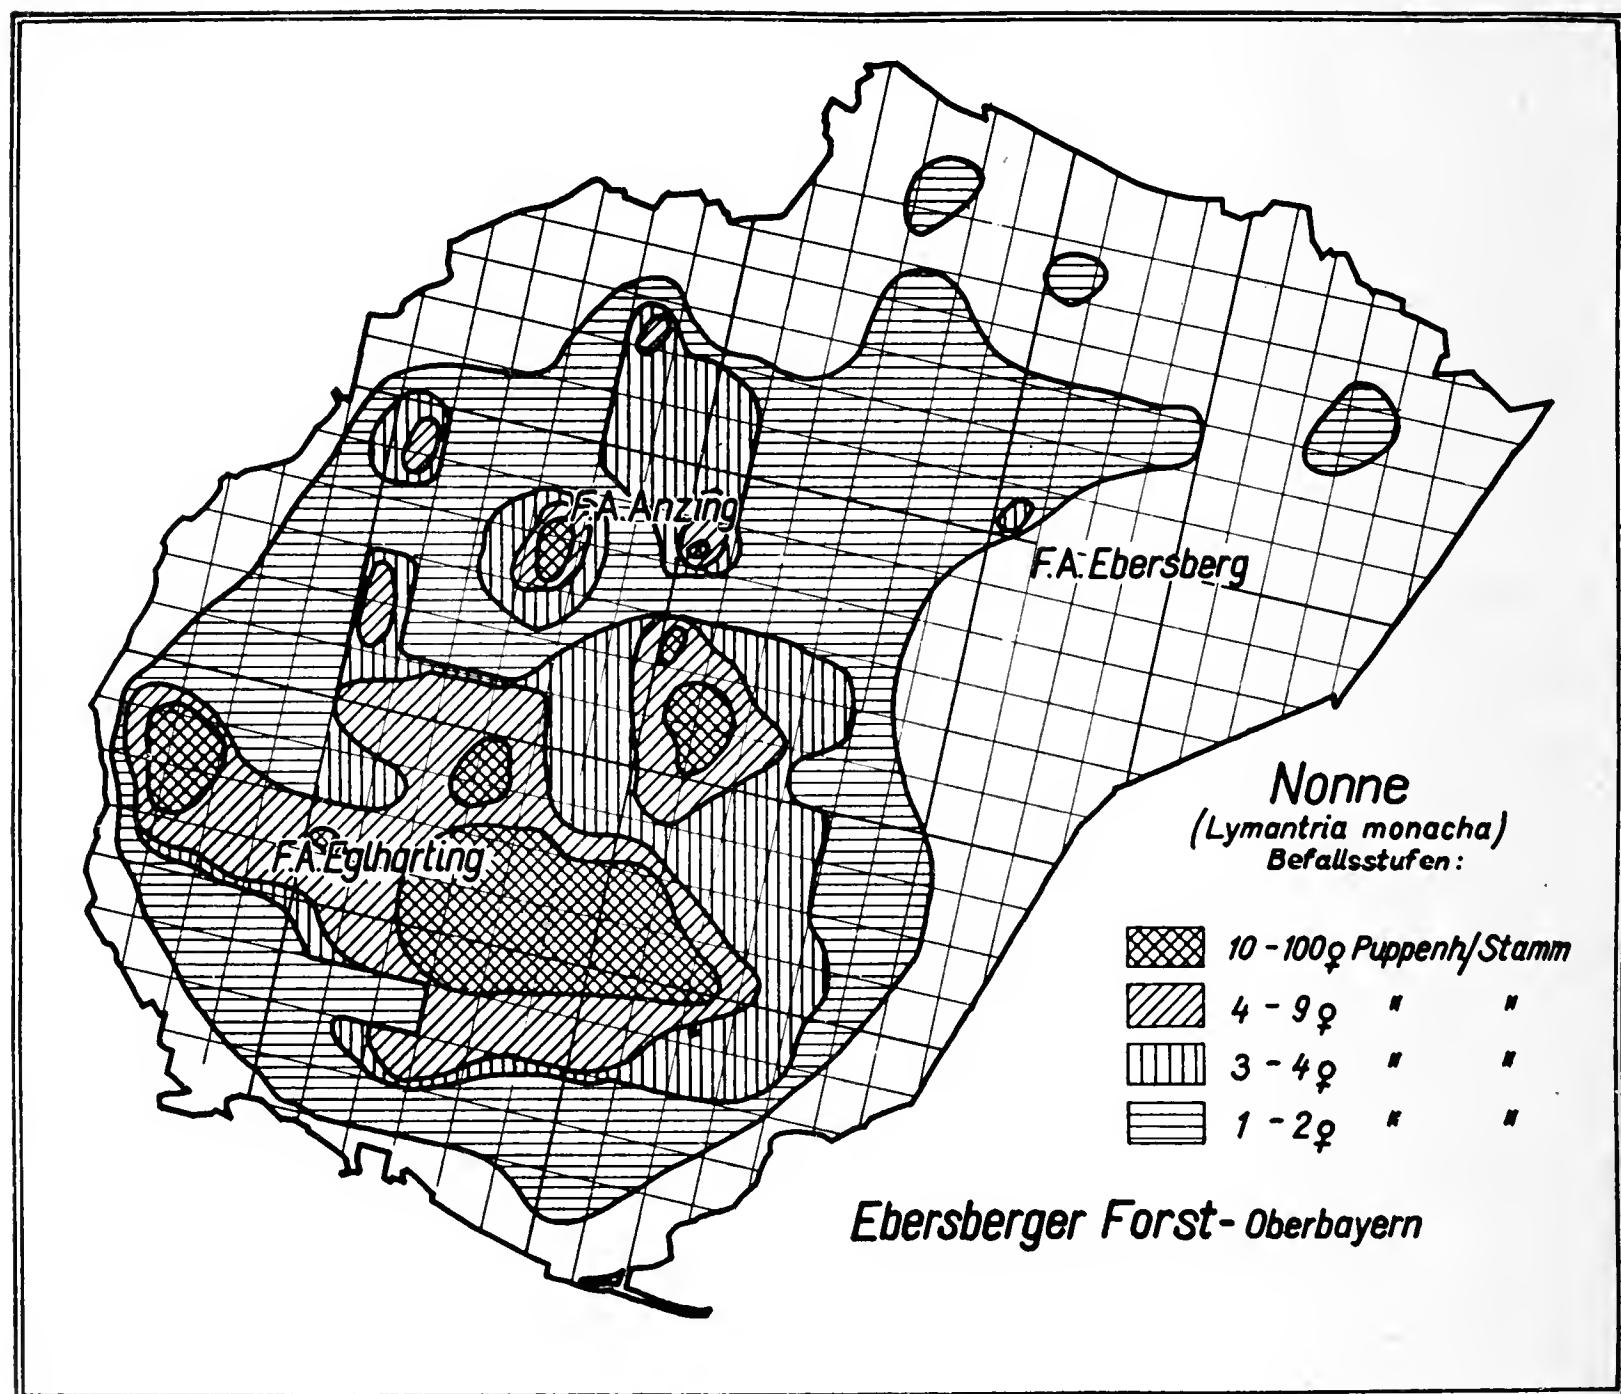 F.A. Anzing
F.A. Ebersberg
F.A. Eglharting
Nonne
(Lymantria monacha)
Befallsstufen:
10 - 100♀ Puppenh/Stamm
4 - 9♀ " "
3 - 4♀ " "
1 - 2♀ " "
Ebersberger Forst - Oberbayern